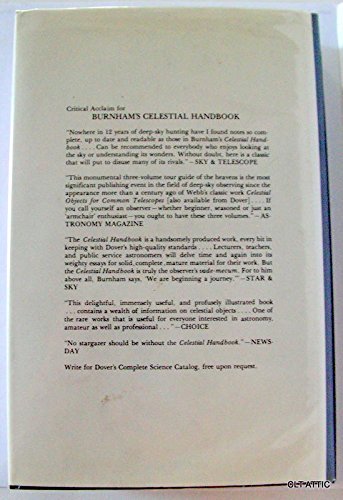 Critical Acclaim for
BURNHAM'S CELESTIAL HANDBOOK
"Nowhere in 12 years of deep-sky hunting have I found notes so com-
plete, up to date and readable as those in Burnham's Celestial Hand-
book . . . . Can be recommended to everybody who enjoys looking at
the sky or understanding its wonders. Without doubt, here is a classic
that will put to disuse many of its rivals."—SKY & TELESCOPE
"This monumental three-volume tour guide of the heavens is the most
significant publishing event in the field of deep-sky observing since the
appearance more than a century ago of Webb's classic work Celestial
Objects for Common Telescopes [also available from Dover] . . . . If
you call yourself an observer—whether beginner, seasoned or just an
'armchair' enthusiast—you ought to have these three volumes."—AS-
TRONOMY MAGAZINE
"The Celestial Handbook is a handsomely produced work, every bit in
keeping with Dover's high-quality standards . . . . Lecturers, teachers,
and public service astronomers will delve time and again into its
weighty essays for solid, complete, mature material for their work. But
the Celestial Handbook is truly the observer's vade-mecum. For to him
above all, Burnham says, 'We are beginning a journey.'"—STAR &
SKY
"This delightful, immensely useful, and profusely illustrated book
. . . contains a wealth of information on celestial objects . . . . One of
the rare works that is useful for everyone interested in astronomy,
amateur as well as professional . . . ."—CHOICE
"No stargazer should be without the Celestial Handbook."—NEWS-
DAY
Write for Dover's Complete Science Catalog, free upon request.
CLT ATTIC